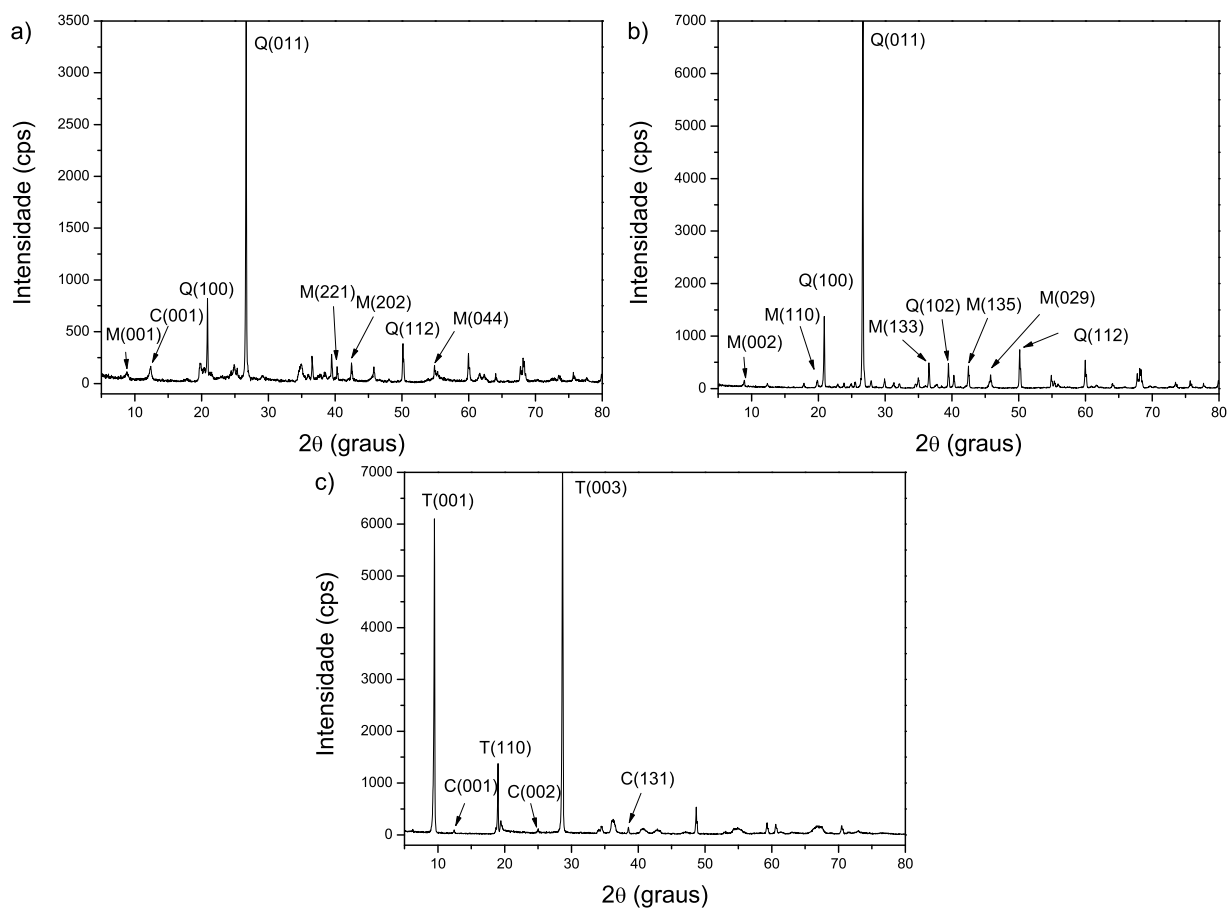 a)
Intensidade (cps)
3500
3000
2500
2000
1500
1000
500
0
Q(011)
Q(100)
C(001)
M(001)
M(221)
M(202)
Q(112)
M(044)
10 20 30 40 50 60 70 80
2θ (graus)
b)
Intensidade (cps)
7000
6000
5000
4000
3000
2000
1000
0
Q(011)
Q(100)
M(110)
M(002)
Q(102)
M(133)
M(135)
M(029)
Q(112)
10 20 30 40 50 60 70 80
2θ (graus)
c)
Intensidade (cps)
7000
6000
5000
4000
3000
2000
1000
0
T(001)
T(003)
T(110)
C(001)
C(002)
C(131)
10 20 30 40 50 60 70 80
2θ (graus)